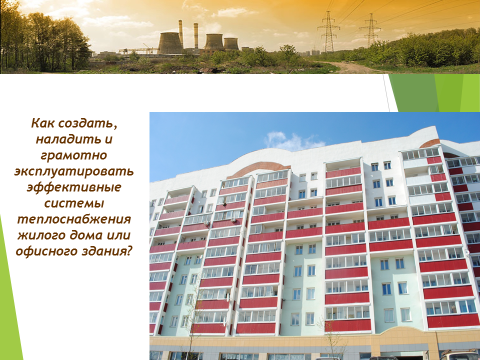 Как создать,
наладить и
грамотно
эксплуатировать
эффективные
системы
теплоснабжения
жилого дома или
офисного здания?